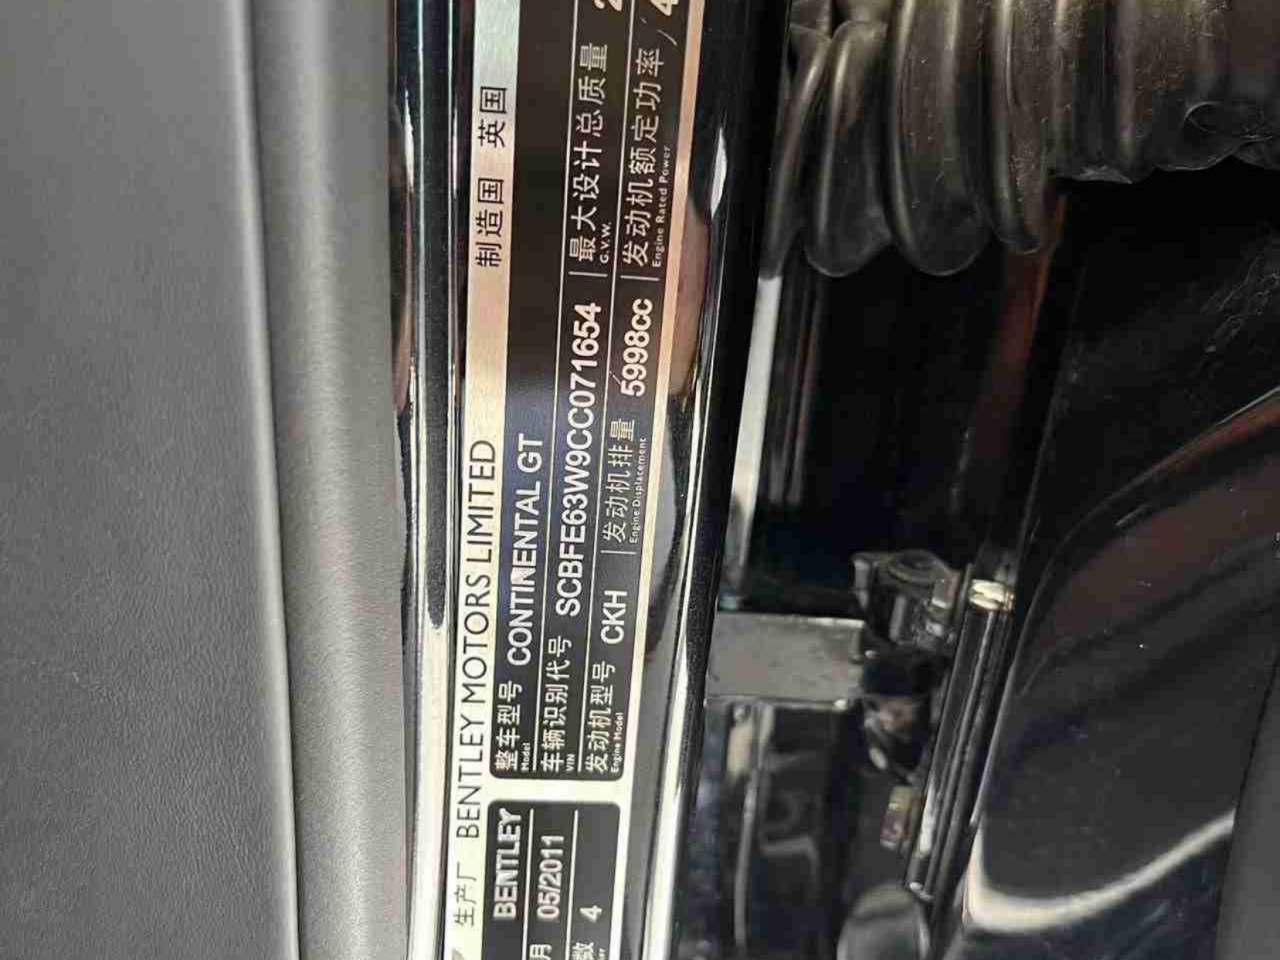 生产厂 BENTLEY MOTORS LIMITED 制造国 英国
BENTLEY
月 05/2011
数 4
整车型号 CONTINENTAL GT
Model
车辆识别代号 SCBFE63W9CC071654 最大设计总质量
VIN G.V.W.
发动机型号 CKH 发动机排量 5998cc 发动机额定功率 / 4
Engine Model Engine Displacement Engine Rated Power